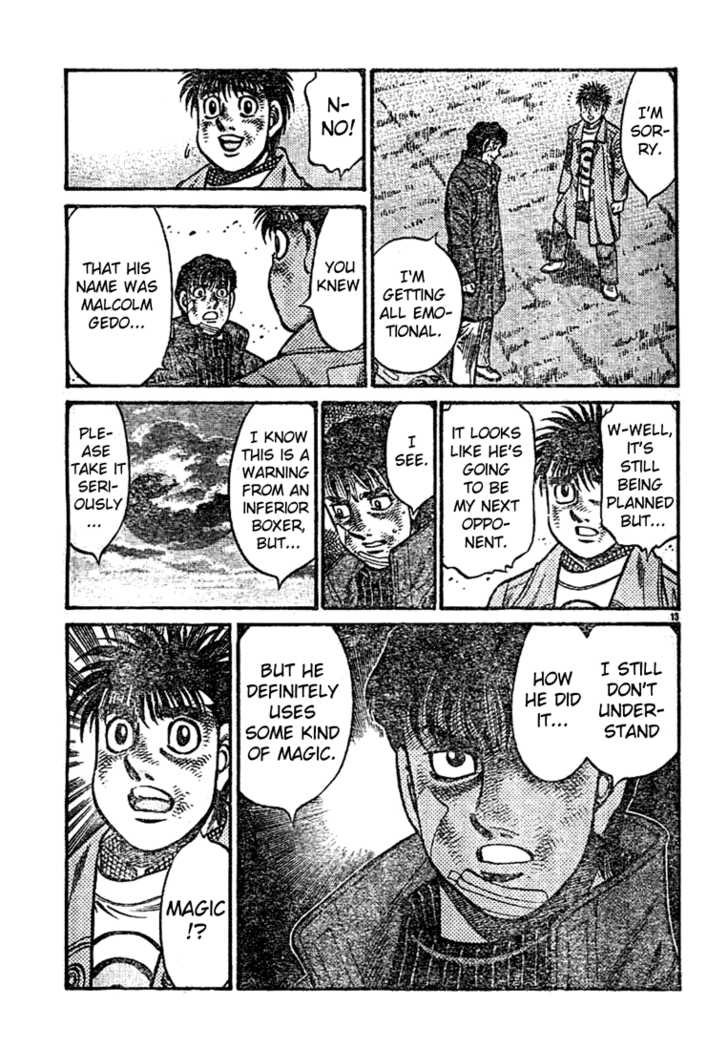 I'M
SOR-
RY.
I'M
GETTING
ALL EMO-
TIONAL.
N-
NO!
YOU
KNEW
THAT HIS
NAME WAS
MALCOLM
GEDO...
W-WELL,
IT'S
STILL
BEING
PLANNED
BUT...
IT LOOKS
LIKE HE'S
GOING
TO BE
MY NEXT
OPPO-
NENT.
I
SEE.
I KNOW
THIS IS A
WARNING
FROM AN
INFERIOR
BOXER,
BUT...
PLE-
ASE
TAKE IT
SERI-
OUSLY
...
13
I STILL
DON'T
UNDER-
STAND
HOW
HE DID
IT...
BUT HE
DEFINITELY
USES
SOME KIND
OF MAGIC.
MAGIC
!?